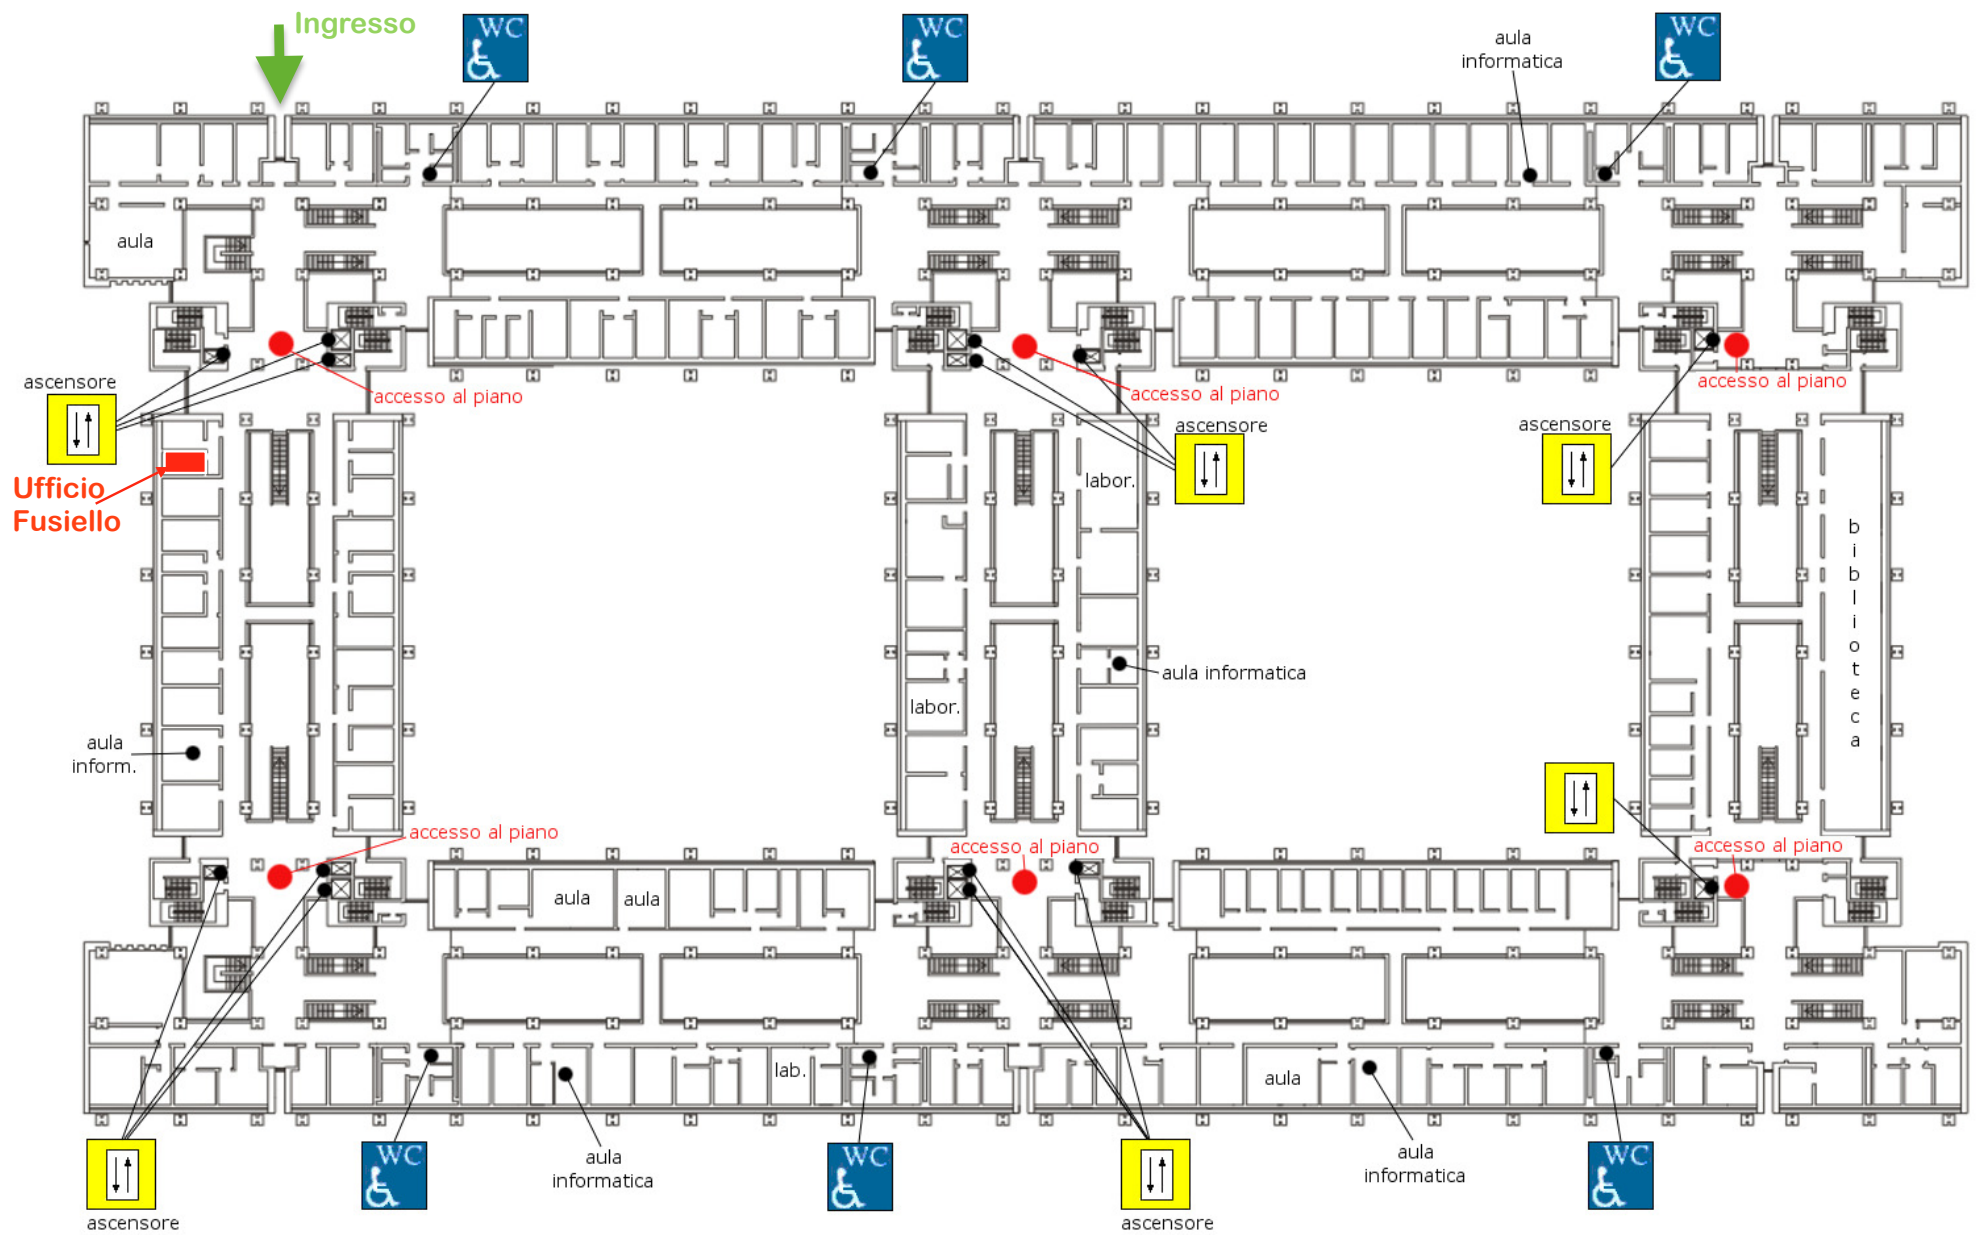 Ingresso
WC
WC
aula
informatica
WC
aula
ascensore
accesso al piano
accesso al piano
accesso al piano
ascensore
ascensore
Ufficio
Fusiello
labor.
biblioteca
aula informatica
labor.
aula
inform.
accesso al piano
accesso al piano
accesso al piano
aula
aula
lab.
aula
WC
WC
WC
aula
informatica
aula
informatica
ascensore
ascensore